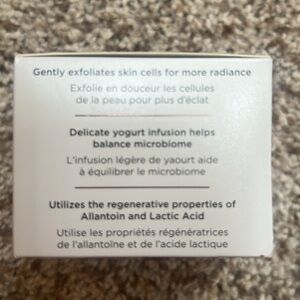 Gently exfoliates skin cells for more radiance
Exfolie en douceur les cellules
de la peau pour plus d'éclat
Delicate yogurt infusion helps
balance microbiome
L'infusion légère de yaourt aide
à équilibrer le microbiome
Utilizes the regenerative properties of
Allantoin and Lactic Acid
Utilise les propriétés régénératrices
de l'allantoïne et de l'acide lactique